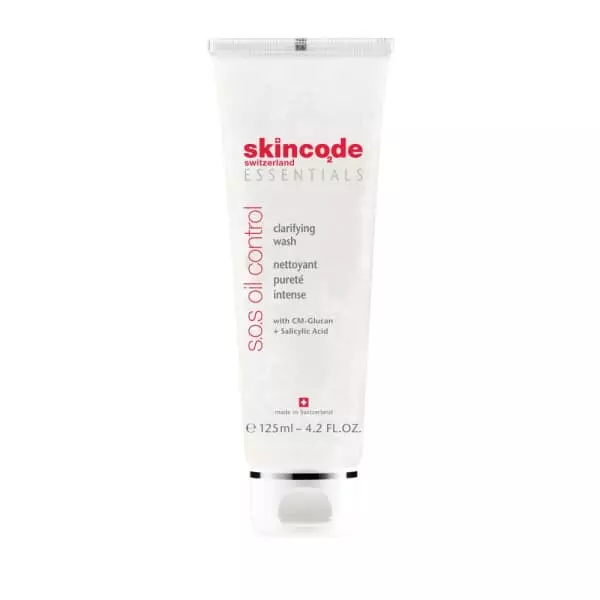 skincode
2
switzerland
ESSENTIALS
s.o.s oil control
clarifying
wash
nettoyant
pureté
intense
with CM-Glucan
+ Salicylic Acid
made in Switzerland
℮ 125ml – 4.2 FL.OZ.